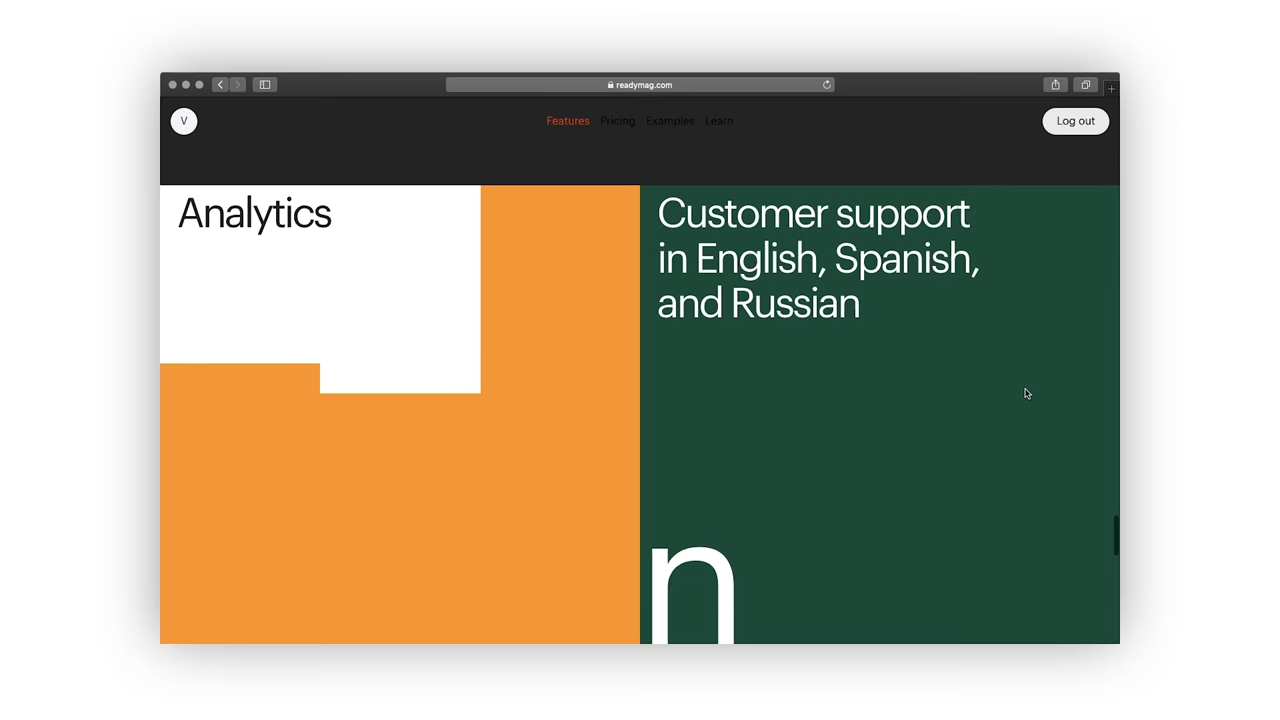 readymag.com
V
Features Pricing Examples Learn
Log out
Analytics
Customer support
in English, Spanish,
and Russian
n